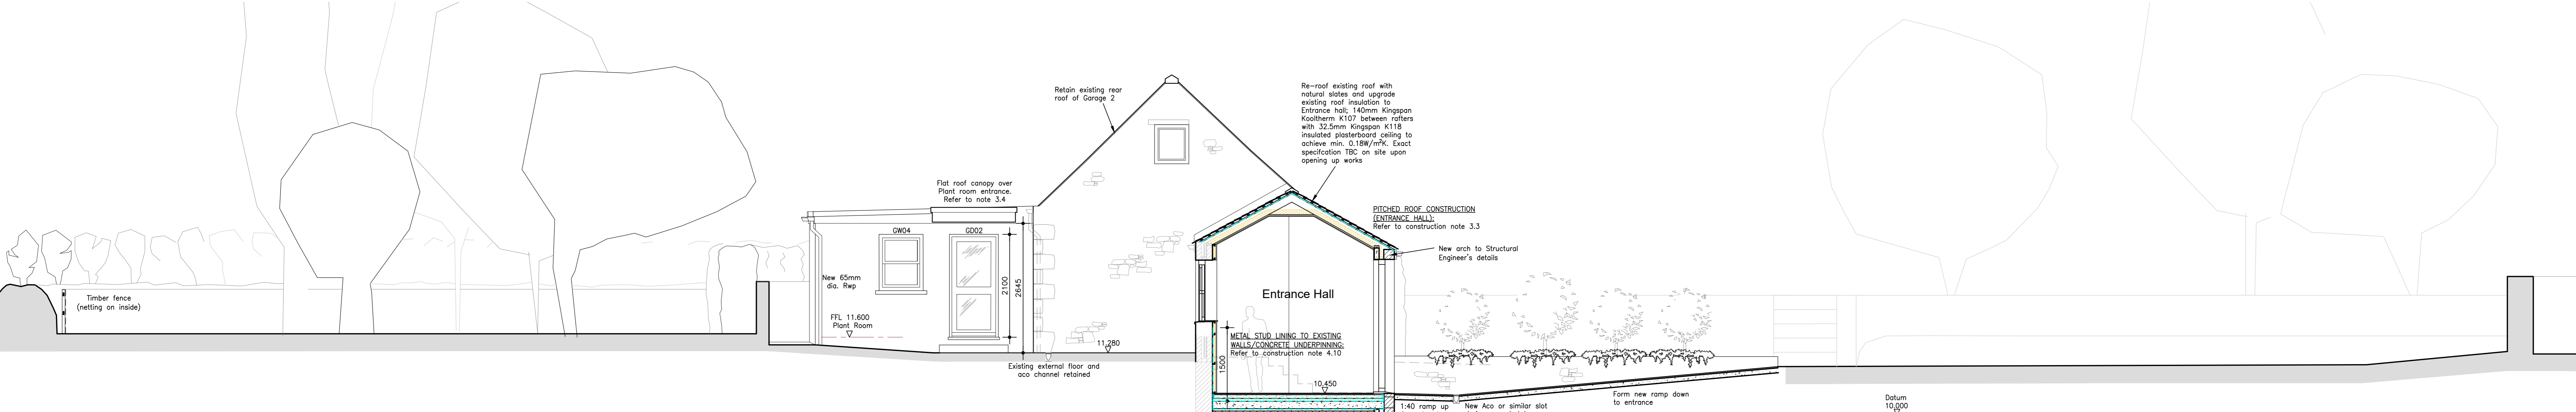 Timber fence
(netting on inside)
New 65mm
dia. Rwp
FFL 11.600
Plant Room
Flat roof canopy over
Plant room entrance.
Refer to note 3.4
GW04
GD02
2100
2645
Existing external floor and
aco channel retained
Retain existing rear
roof of Garage 2
11.280
Re-roof existing roof with
natural slates and upgrade
existing roof insulation to
Entrance hall; 140mm Kingspan
Kooltherm K107 between rafters
with 32.5mm Kingspan K118
insulated plasterboard ceiling to
achieve min. 0.18W/m²K. Exact
specifcation TBC on site upon
opening up works
PITCHED ROOF CONSTRUCTION
(ENTRANCE HALL):
Refer to construction note 3.3
New arch to Structural
Engineer's details
Entrance Hall
METAL STUD LINING TO EXISTING
WALLS/CONCRETE UNDERPINNING:
Refer to construction note 4.10
1500
10.450
1:40 ramp up
New Aco or similar slot
Form new ramp down
to entrance
Datum
10.000